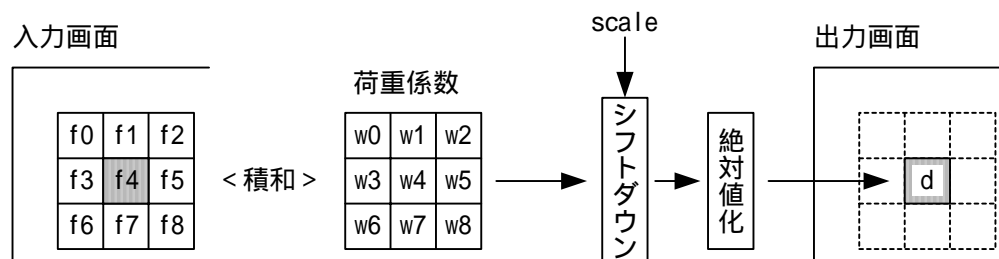 入力画面
f0 f1 f2
f3 f4 f5
f6 f7 f8
<積和>
荷重係数
w0 w1 w2
w3 w4 w5
w6 w7 w8
scale
シフトダウン
絶対値化
出力画面
d